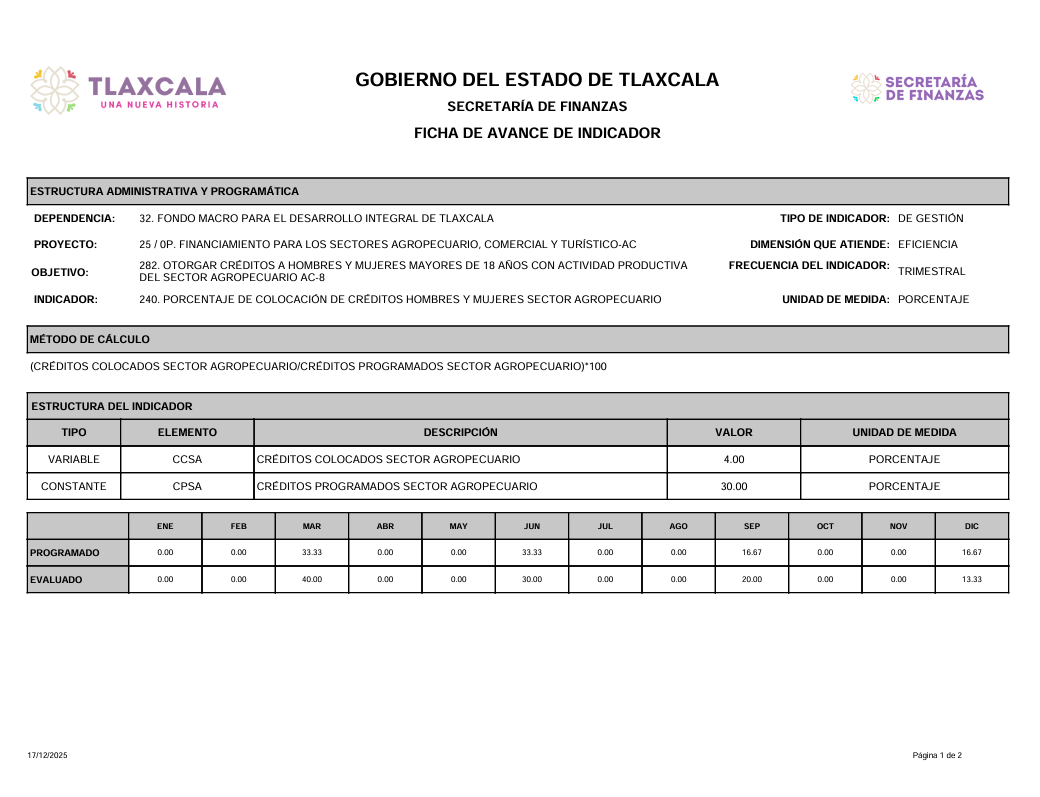 TLAXCALA
UNA NUEVA HISTORIA
GOBIERNO DEL ESTADO DE TLAXCALA
SECRETARÍA DE FINANZAS
FICHA DE AVANCE DE INDICADOR
SECRETARÍA
DE FINANZAS
ESTRUCTURA ADMINISTRATIVA Y PROGRAMÁTICA
DEPENDENCIA: 32. FONDO MACRO PARA EL DESARROLLO INTEGRAL DE TLAXCALA TIPO DE INDICADOR: DE GESTIÓN
PROYECTO: 25 / 0P. FINANCIAMIENTO PARA LOS SECTORES AGROPECUARIO, COMERCIAL Y TURÍSTICO-AC DIMENSIÓN QUE ATIENDE: EFICIENCIA
OBJETIVO: 282. OTORGAR CRÉDITOS A HOMBRES Y MUJERES MAYORES DE 18 AÑOS CON ACTIVIDAD PRODUCTIVA
DEL SECTOR AGROPECUARIO AC-8 FRECUENCIA DEL INDICADOR: TRIMESTRAL
INDICADOR: 240. PORCENTAJE DE COLOCACIÓN DE CRÉDITOS HOMBRES Y MUJERES SECTOR AGROPECUARIO UNIDAD DE MEDIDA: PORCENTAJE
MÉTODO DE CÁLCULO
(CRÉDITOS COLOCADOS SECTOR AGROPECUARIO/CRÉDITOS PROGRAMADOS SECTOR AGROPECUARIO)*100
ESTRUCTURA DEL INDICADOR
TIPO ELEMENTO DESCRIPCIÓN VALOR UNIDAD DE MEDIDA
VARIABLE CCSA CRÉDITOS COLOCADOS SECTOR AGROPECUARIO 4.00 PORCENTAJE
CONSTANTE CPSA CRÉDITOS PROGRAMADOS SECTOR AGROPECUARIO 30.00 PORCENTAJE
ENE FEB MAR ABR MAY JUN JUL AGO SEP OCT NOV DIC
PROGRAMADO 0.00 0.00 33.33 0.00 0.00 33.33 0.00 0.00 16.67 0.00 0.00 16.67
EVALUADO 0.00 0.00 40.00 0.00 0.00 30.00 0.00 0.00 20.00 0.00 0.00 13.33
17/12/2025 Página 1 de 2